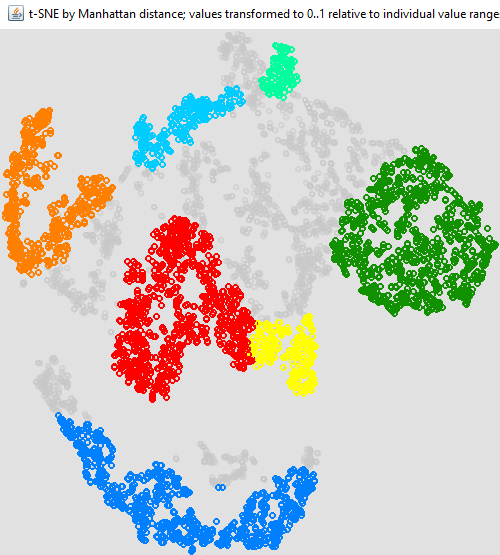 t-SNE by Manhattan distance; values transformed to 0..1 relative to individual value range